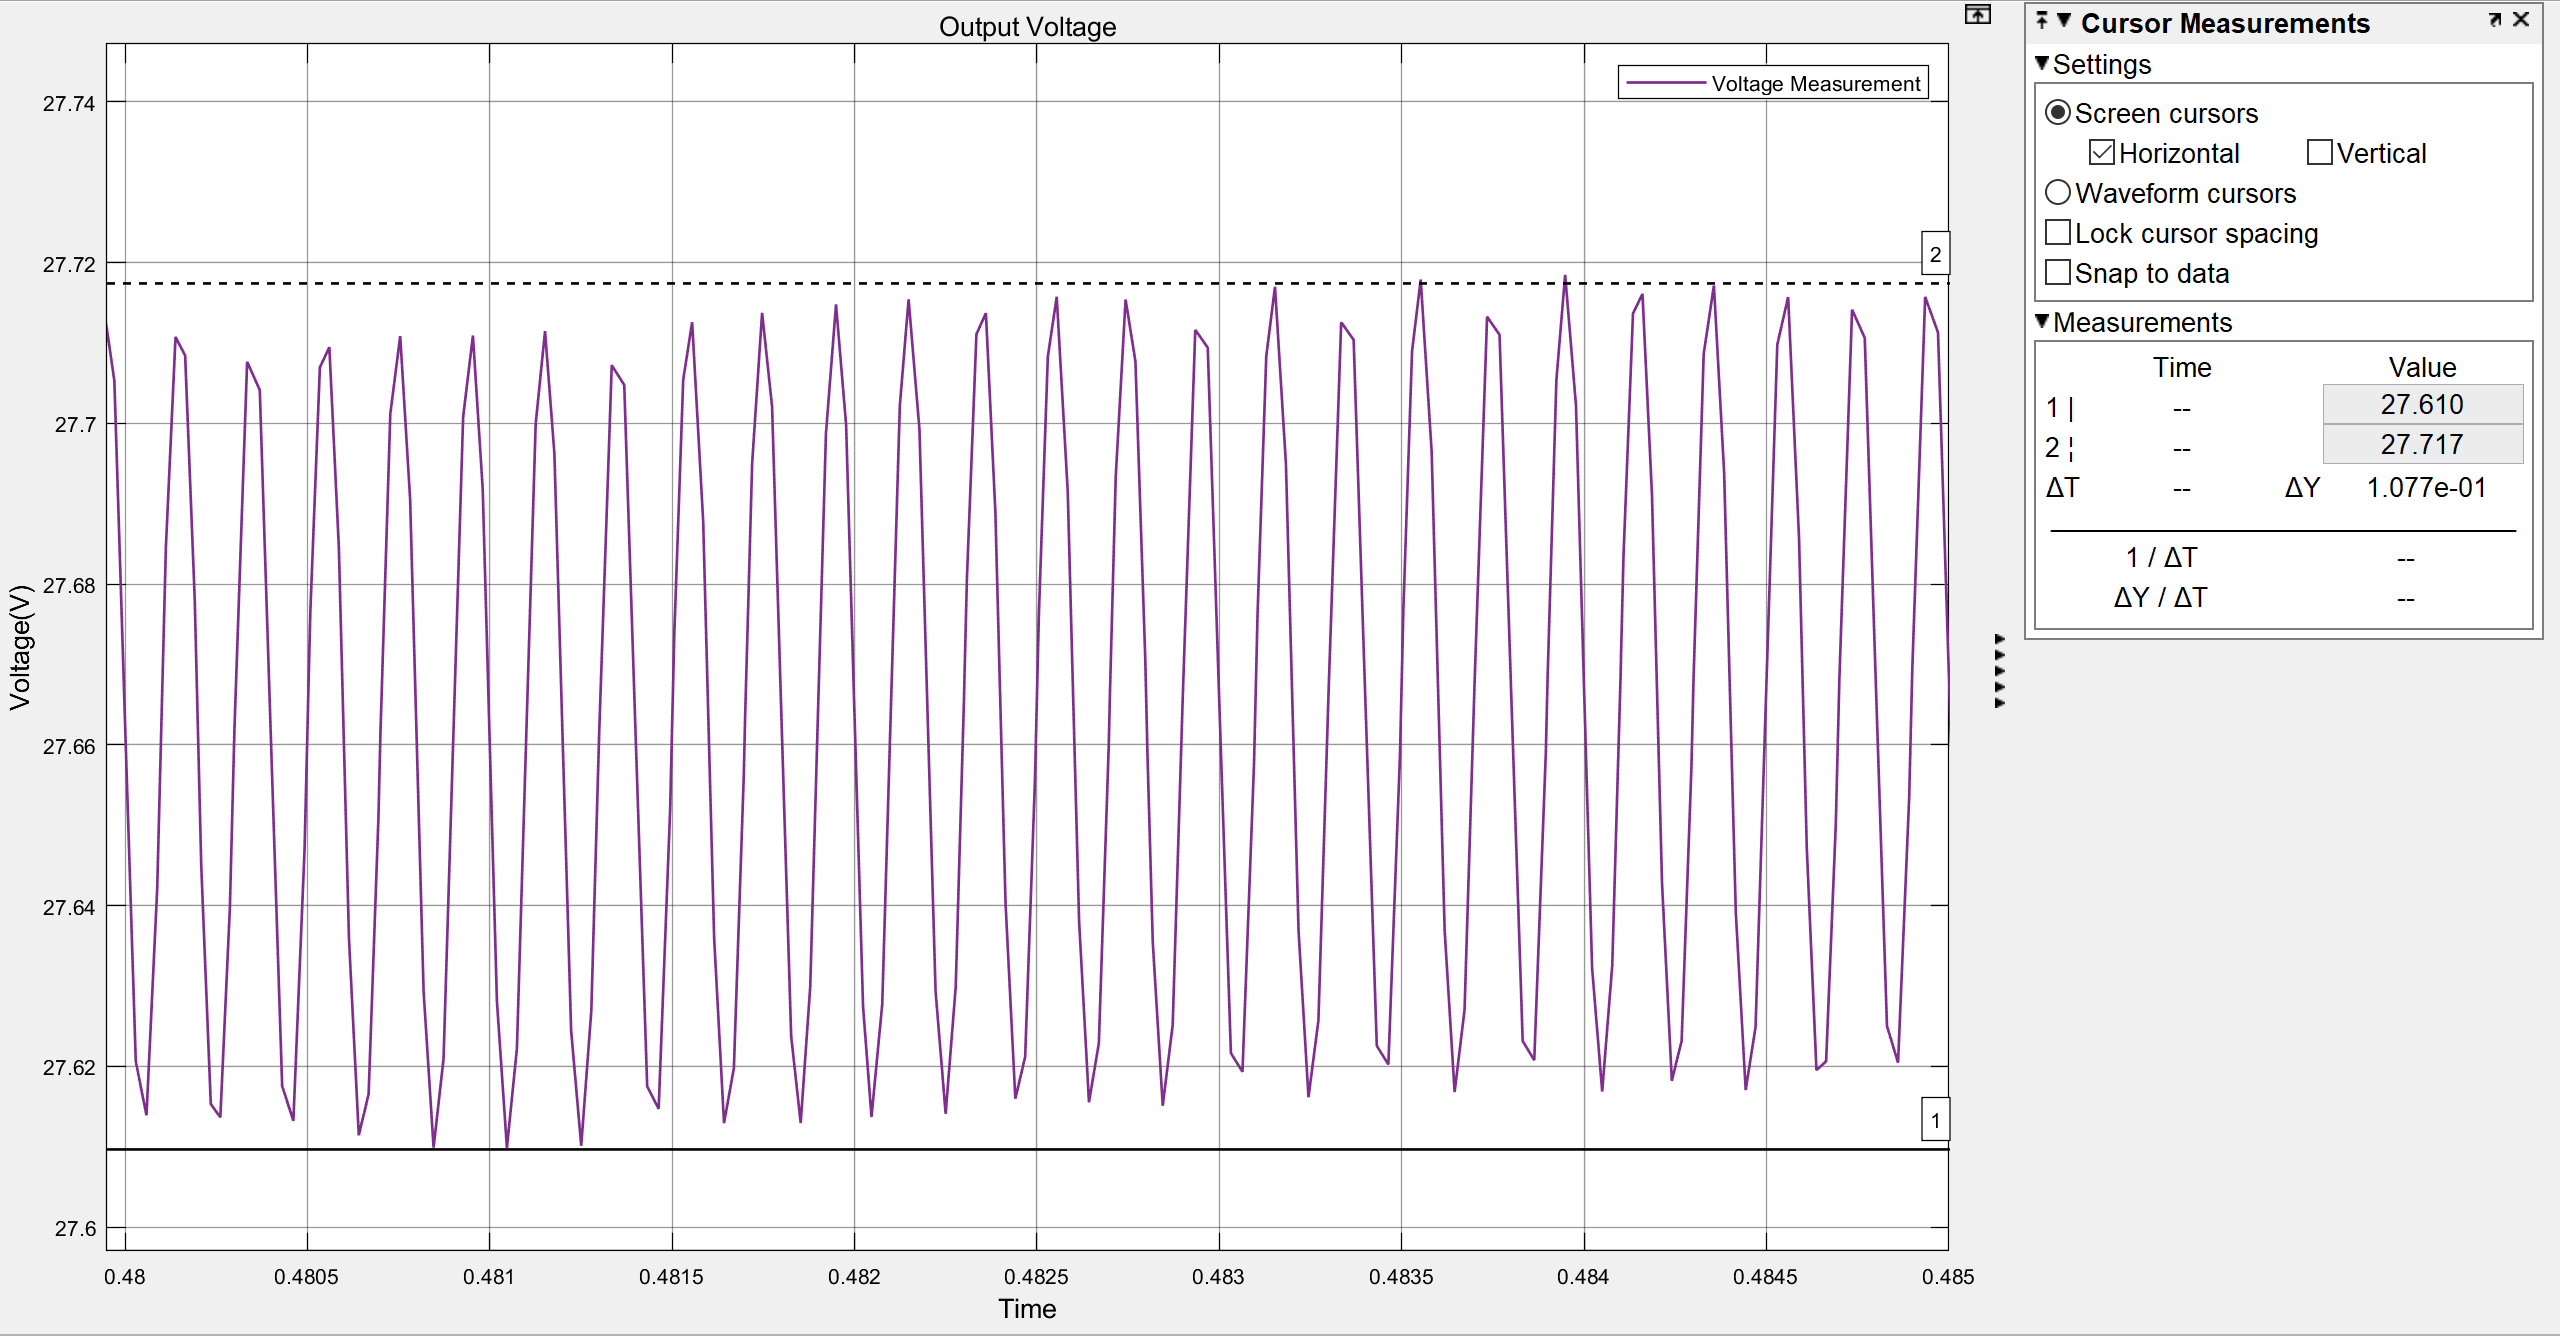 Output Voltage
Voltage Measurement
27.74
27.72
27.7
27.68
27.66
27.64
27.62
27.6
Voltage(V)
2
1
0.48 0.4805 0.481 0.4815 0.482 0.4825 0.483 0.4835 0.484 0.4845 0.485
Time
Cursor Measurements
Settings
Screen cursors
Horizontal Vertical
Waveform cursors
Lock cursor spacing
Snap to data
Measurements
Time Value
1 | -- 27.610
2 ¦ -- 27.717
ΔT -- ΔY 1.077e-01
1 / ΔT --
ΔY / ΔT --